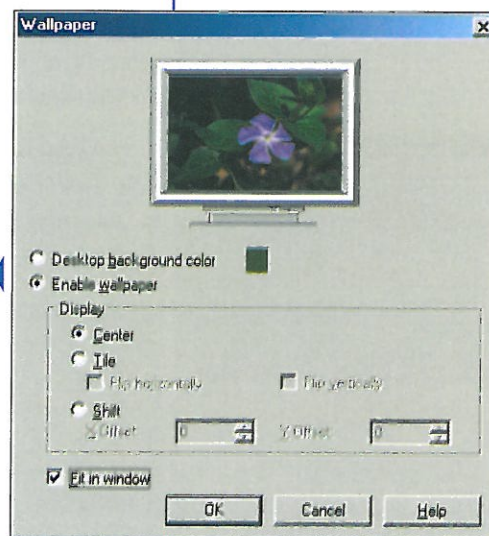 Wallpaper
Desktop background color
Enable wallpaper
Display
Center
Tile
Flip horizontally Flip vertically
Shift
X Offset: 0 Y Offset: 0
Fit in window
OK Cancel Help